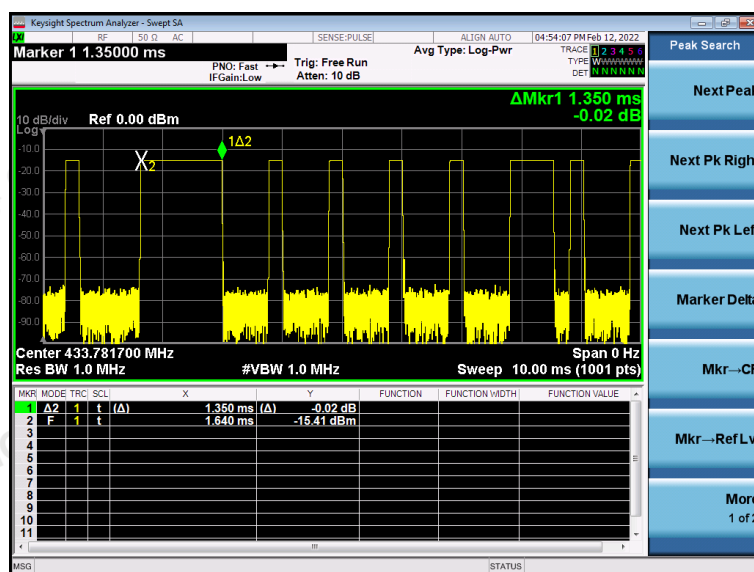 Keysight Spectrum Analyzer - Swept SA
LXI RF 50 Ω AC SENSE:PULSE ALIGN AUTO 04:54:07 PM Feb 12, 2022
Marker 1 1.35000 ms
PNO: Fast
IFGain:Low
Trig: Free Run
Atten: 10 dB
Avg Type: Log-Pwr
TRACE 1 2 3 4 5 6
TYPE WWWWWW
DET N N N N N N
ΔMkr1 1.350 ms
-0.02 dB
10 dB/div Ref 0.00 dBm
Log
1Δ2
X2
-10.0
-20.0
-30.0
-40.0
-50.0
-60.0
-70.0
-80.0
-90.0
Center 433.781700 MHz Span 0 Hz
Res BW 1.0 MHz #VBW 1.0 MHz Sweep 10.00 ms (1001 pts)
MKR MODE TRC SCL X Y FUNCTION FUNCTION WIDTH FUNCTION VALUE
1 Δ2 1 t (Δ) 1.350 ms (Δ) -0.02 dB
2 F 1 t 1.640 ms -15.41 dBm
3
4
5
6
7
8
9
10
11
MSG STATUS
Peak Search
Next Peak
Next Pk Righ
Next Pk Lef
Marker Delta
Mkr→CF
Mkr→Ref Lv
More
1 of 2